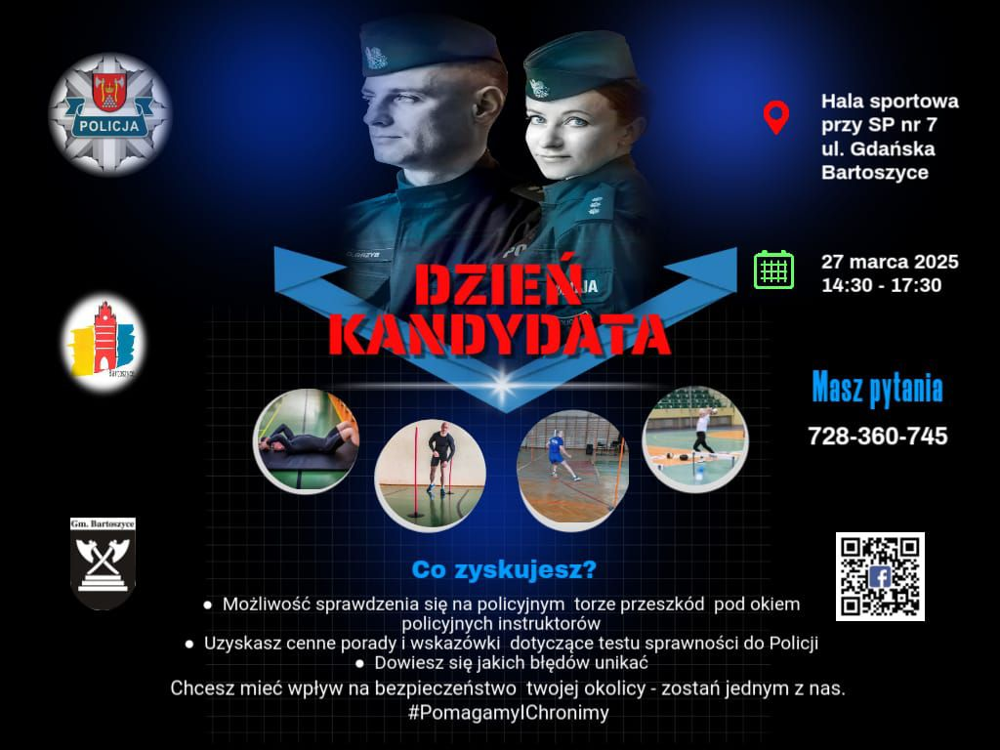 POLICJA
Hala sportowa
przy SP nr 7
ul. Gdańska
Bartoszyce
DZIEŃ
KANDYDATA
27 marca 2025
14:30 - 17:30
Bartoszyce
Masz pytania
728-360-745
Gm. Bartoszyce
Co zyskujesz?
● Możliwość sprawdzenia się na policyjnym torze przeszkód pod okiem
policyjnych instruktorów
● Uzyskasz cenne porady i wskazówki dotyczące testu sprawności do Policji
● Dowiesz się jakich błędów unikać
Chcesz mieć wpływ na bezpieczeństwo twojej okolicy - zostań jednym z nas.
#PomagamyIChronimy